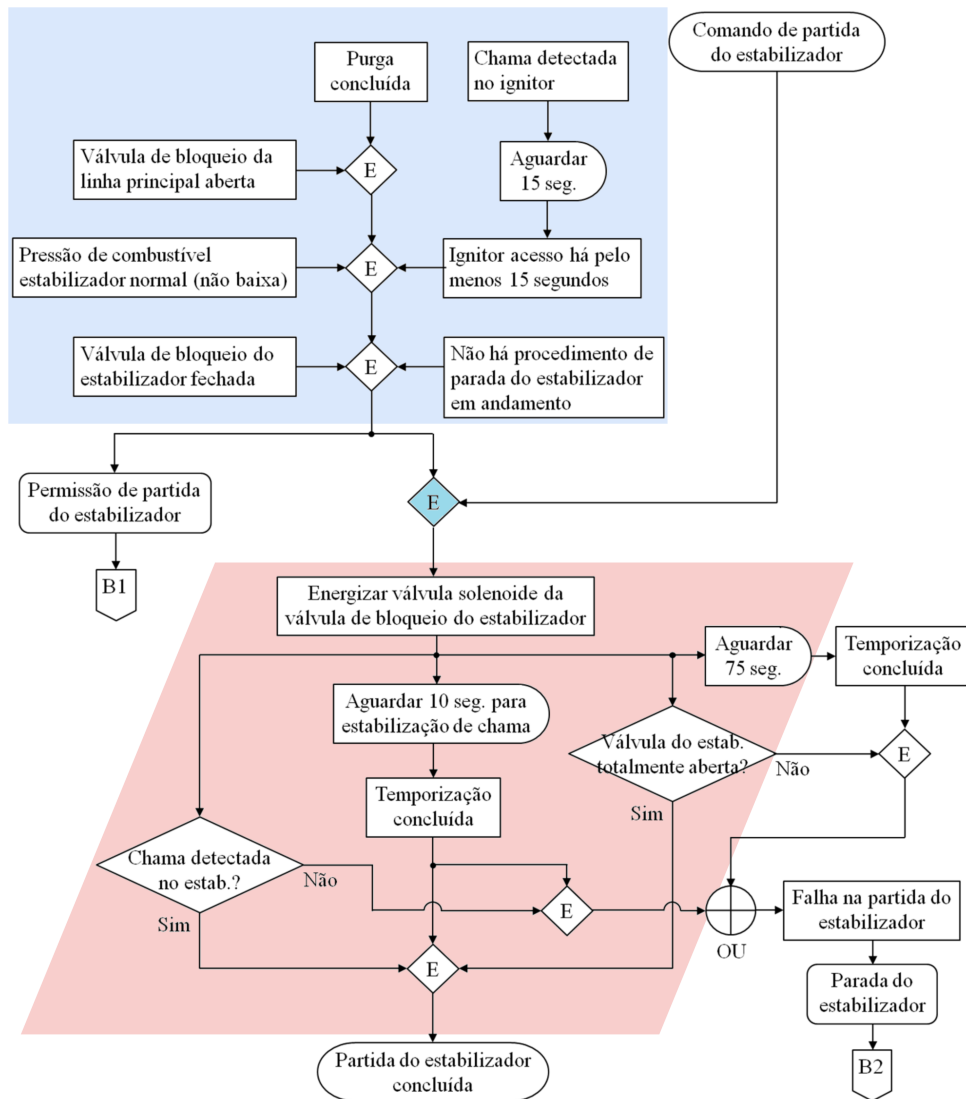 Comando de partida
do estabilizador
Purga
concluída
Chama detectada
no ignitor
Válvula de bloqueio da
linha principal aberta
E
Aguardar
15 seg.
Pressão de combustível
estabilizador normal (não baixa)
E
Ignitor acesso há pelo
menos 15 segundos
Válvula de bloqueio do
estabilizador fechada
E
Não há procedimento de
parada do estabilizador
em andamento
Permissão de partida
do estabilizador
E
B1
Energizar válvula solenoide da
válvula de bloqueio do estabilizador
Aguardar
75 seg.
Temporização
concluída
Aguardar 10 seg. para
estabilização de chama
Válvula do estab.
totalmente aberta?
Não
E
Sim
Temporização
concluída
Chama detectada
no estab.?
Não
Sim
E
OU
Falha na partida do
estabilizador
E
Parada do
estabilizador
Partida do estabilizador
concluída
B2